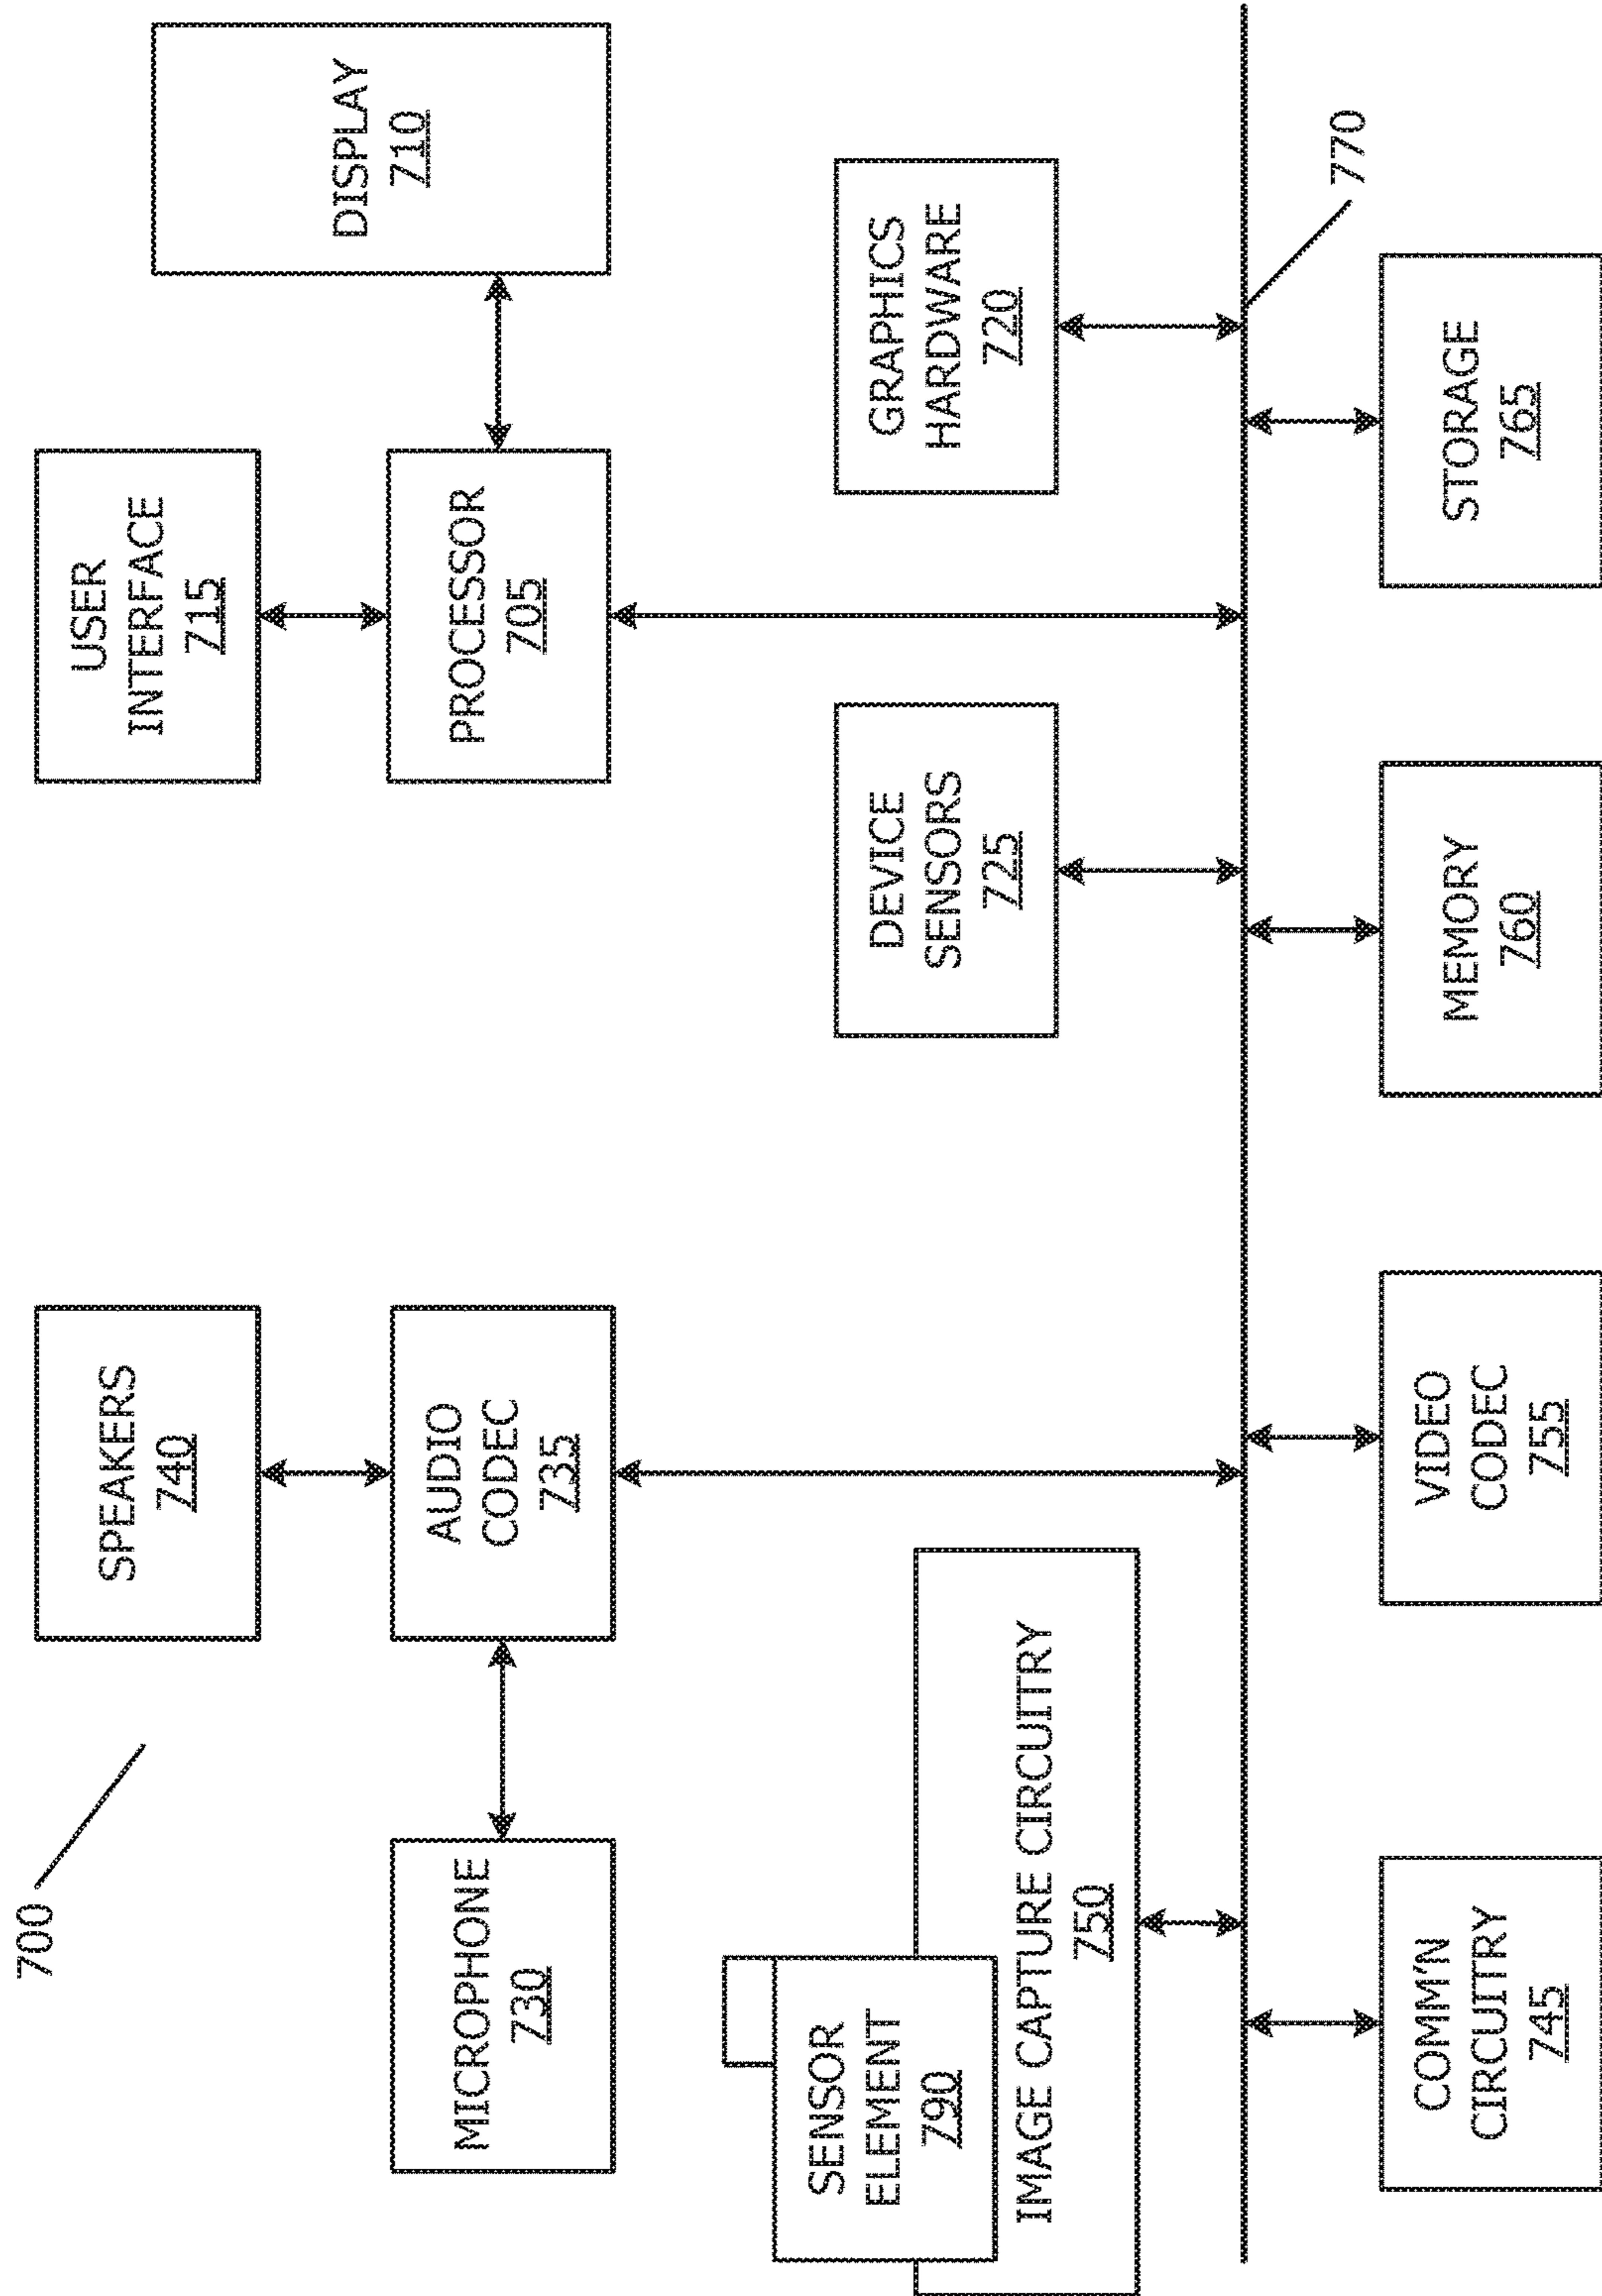 700
SPEAKERS
740
USER
INTERFACE
715
MICROPHONE
730
AUDIO
CODEC
735
PROCESSOR
705
DISPLAY
710
SENSOR
ELEMENT
790
IMAGE CAPTURE CIRCUITRY
750
DEVICE
SENSORS
725
GRAPHICS
HARDWARE
720
770
COMM'N
CIRCUITRY
745
VIDEO
CODEC
755
MEMORY
760
STORAGE
765